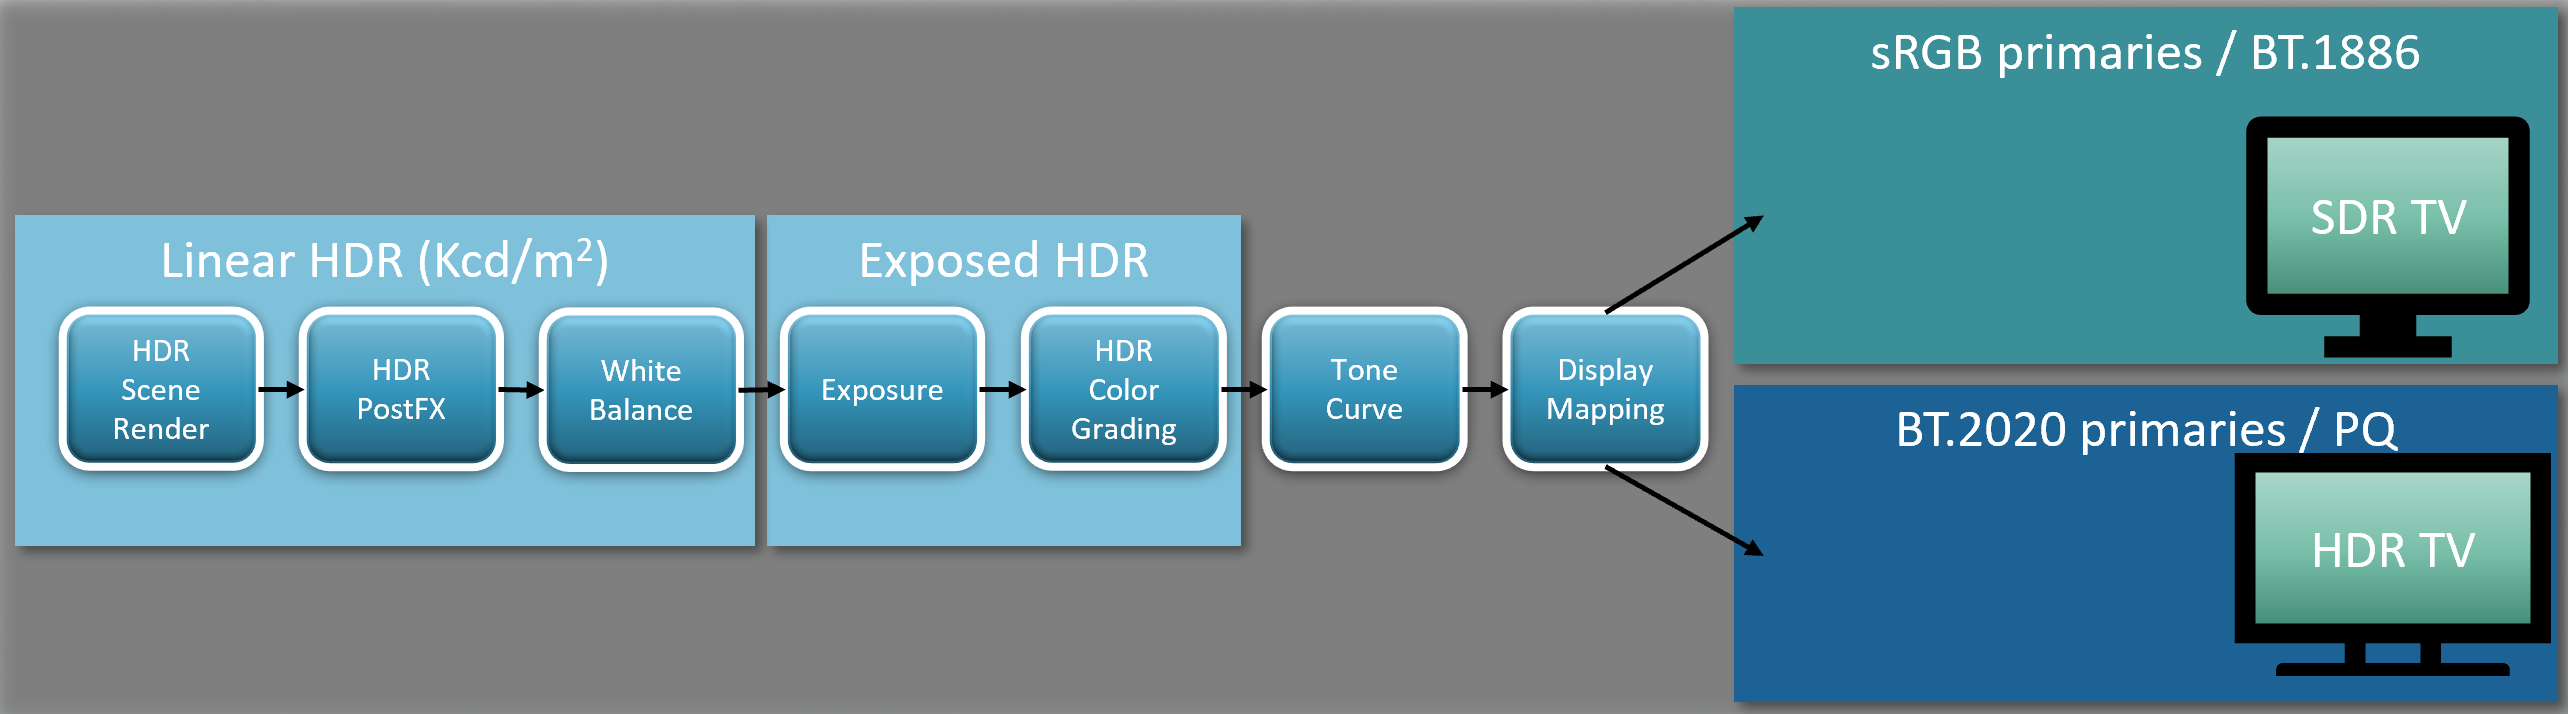 Linear HDR (Kcd/m²)
HDR
Scene
Render
HDR
PostFX
White
Balance
Exposed HDR
Exposure
HDR
Color
Grading
Tone
Curve
Display
Mapping
sRGB primaries / BT.1886
SDR TV
BT.2020 primaries / PQ
HDR TV